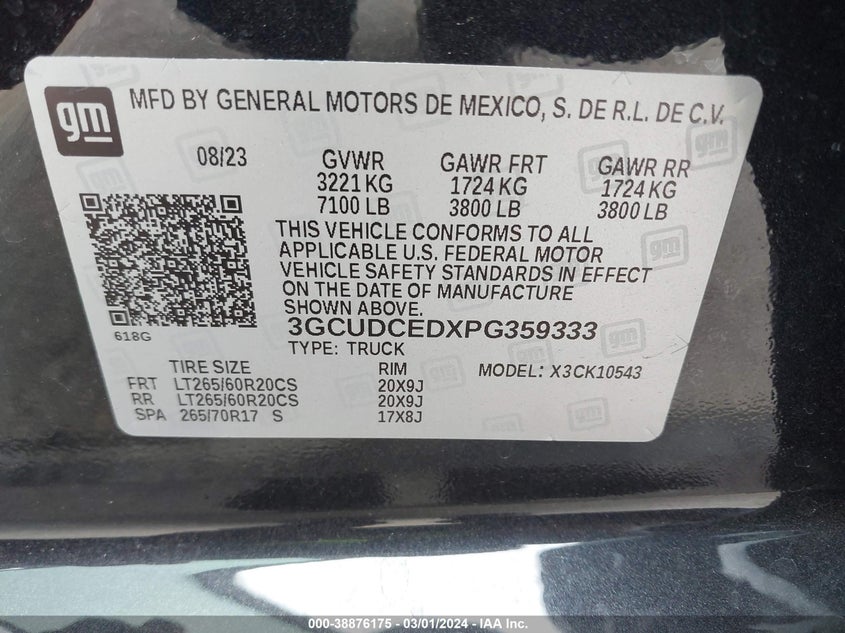 gm MFD BY GENERAL MOTORS DE MEXICO, S. DE R.L. DE C.V.
08/23 GVWR GAWR FRT GAWR RR
3221 KG 1724 KG 1724 KG
7100 LB 3800 LB 3800 LB
THIS VEHICLE CONFORMS TO ALL
APPLICABLE U.S. FEDERAL MOTOR
VEHICLE SAFETY STANDARDS IN EFFECT
ON THE DATE OF MANUFACTURE
SHOWN ABOVE.
3GCUDCEDXPG359333
618G
TYPE: TRUCK
TIRE SIZE RIM MODEL: X3CK10543
FRT LT265/60R20CS 20X9J
RR LT265/60R20CS 20X9J
SPA 265/70R17 S 17X8J
000-38876175 - 03/01/2024 - IAA Inc.